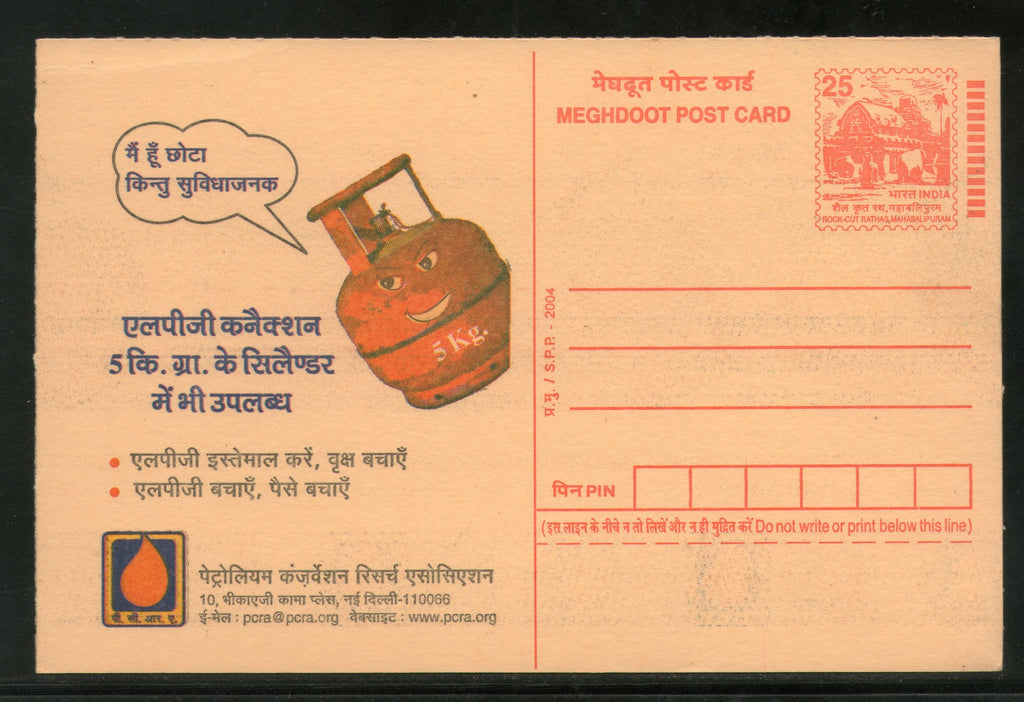 मैं हूँ छोटा
किन्तु सुविधाजनक
5 Kg.
एलपीजी कनैक्शन
5 कि. ग्रा. के सिलैण्डर
में भी उपलब्ध
• एलपीजी इस्तेमाल करें, वृक्ष बचाएँ
• एलपीजी बचाएँ, पैसे बचाएँ
पी. सी. आर. ए.
पेट्रोलियम कंज़र्वेशन रिसर्च एसोसिएशन
10, भीकाएजी कामा प्लेस, नई दिल्ली-110066
ई-मेल : pcra@pcra.org वेबसाइट : www.pcra.org
मेघदूत पोस्ट कार्ड
MEGHDOOT POST CARD
25
भारत INDIA
शैल कृत रथ, महाबलिपुरम
ROCK-CUT RATHAS, MAHABALIPURAM
प्र.मु. / S.P.P. - 2004
पिन PIN
(इस लाइन के नीचे न तो लिखें और न ही मुद्रित करें Do not write or print below this line)